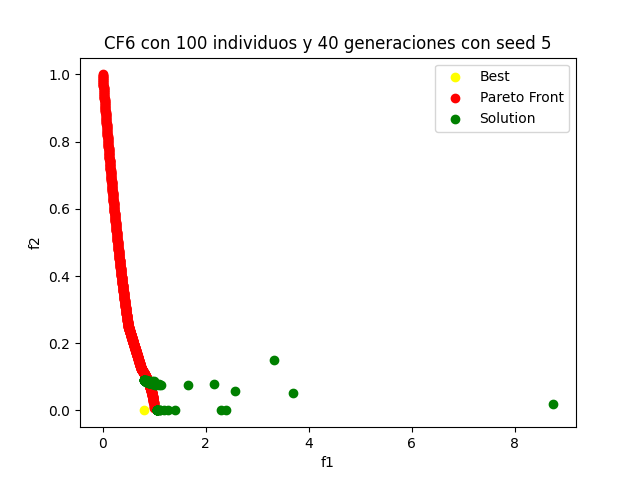 CF6 con 100 individuos y 40 generaciones con seed 5
Best
Pareto Front
Solution
1.0
0.8
0.6
0.4
0.2
0.0
f2
0 2 4 6 8
f1